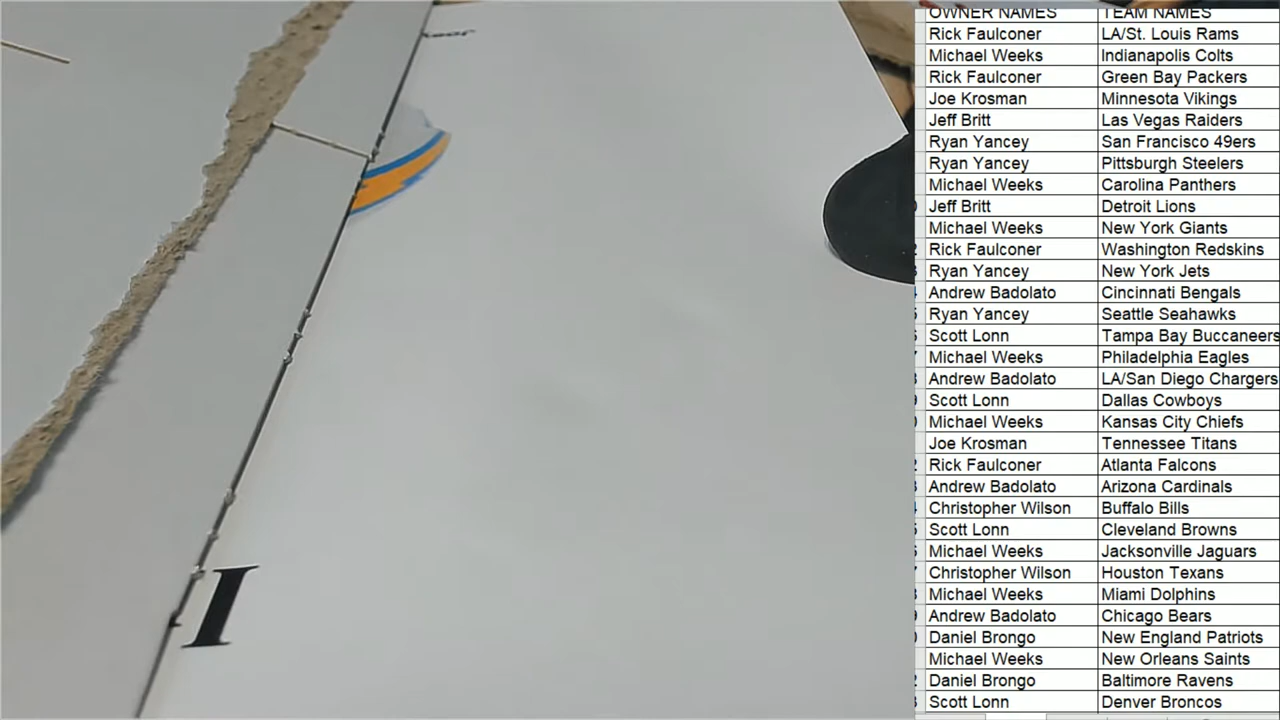 I
OWNER NAMES TEAM NAMES
Rick Faulconer LA/St. Louis Rams
Michael Weeks Indianapolis Colts
Rick Faulconer Green Bay Packers
Joe Krosman Minnesota Vikings
Jeff Britt Las Vegas Raiders
Ryan Yancey San Francisco 49ers
Ryan Yancey Pittsburgh Steelers
Michael Weeks Carolina Panthers
Jeff Britt Detroit Lions
Michael Weeks New York Giants
Rick Faulconer Washington Redskins
Ryan Yancey New York Jets
Andrew Badolato Cincinnati Bengals
Ryan Yancey Seattle Seahawks
Scott Lonn Tampa Bay Buccaneers
Michael Weeks Philadelphia Eagles
Andrew Badolato LA/San Diego Chargers
Scott Lonn Dallas Cowboys
Michael Weeks Kansas City Chiefs
Joe Krosman Tennessee Titans
Rick Faulconer Atlanta Falcons
Andrew Badolato Arizona Cardinals
Christopher Wilson Buffalo Bills
Scott Lonn Cleveland Browns
Michael Weeks Jacksonville Jaguars
Christopher Wilson Houston Texans
Michael Weeks Miami Dolphins
Andrew Badolato Chicago Bears
Daniel Brongo New England Patriots
Michael Weeks New Orleans Saints
Daniel Brongo Baltimore Ravens
Scott Lonn Denver Broncos